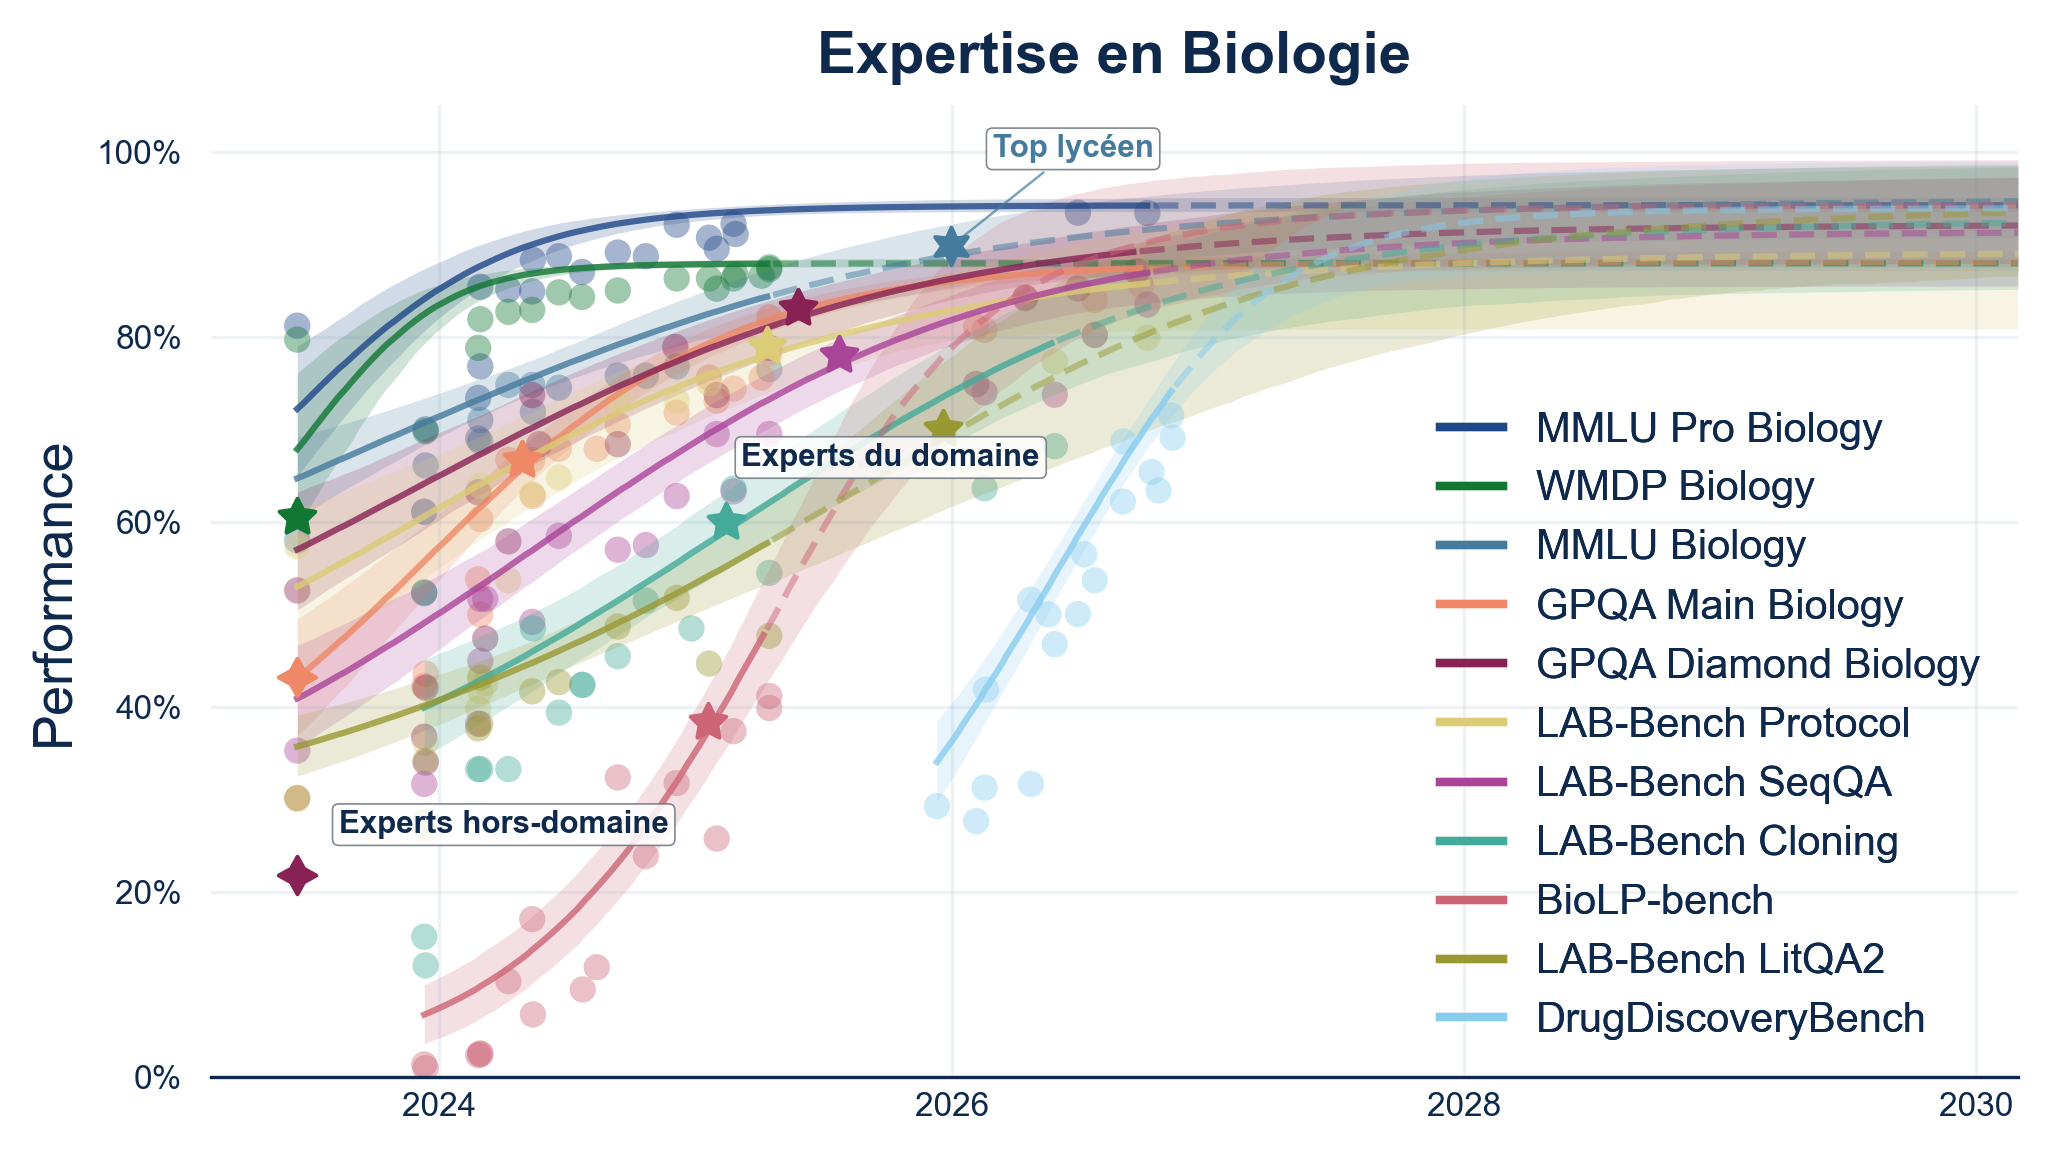 Expertise en Biologie
Top lycéen
100%
80%
60%
40%
20%
0%
Performance
Experts du domaine
Experts hors-domaine
MMLU Pro Biology
WMDP Biology
MMLU Biology
GPQA Main Biology
GPQA Diamond Biology
LAB-Bench Protocol
LAB-Bench SeqQA
LAB-Bench Cloning
BioLP-bench
LAB-Bench LitQA2
DrugDiscoveryBench
2024 2026 2028 2030